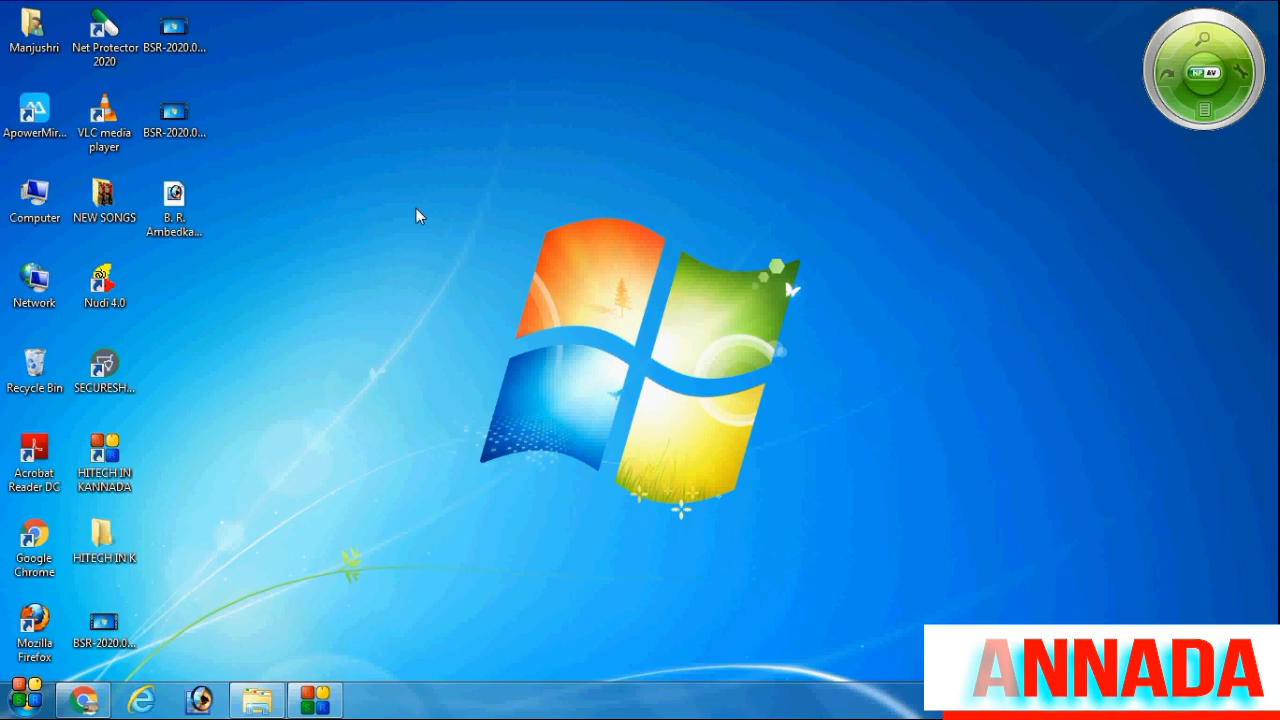 Manjushri
Net Protector
2020
BSR-2020.0...
ApowerMir...
VLC media
player
BSR-2020.0...
Computer
NEW SONGS
B. R.
Ambedka...
Network
Nudi 4.0
Recycle Bin
SECURESH...
Acrobat
Reader DC
HITECH IN
KANNADA
Google
Chrome
HITECH IN K
Mozilla
Firefox
BSR-2020.0...
NP AV
ANNADA